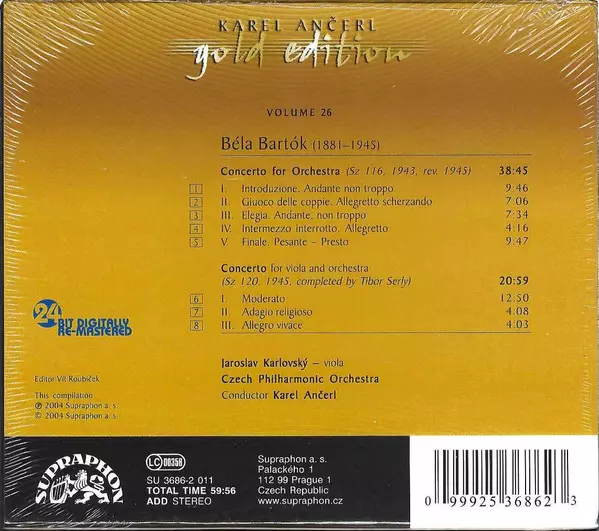 KAREL ANČERL
gold edition
VOLUME 26
Béla Bartók (1881–1945)
Concerto for Orchestra (Sz 116, 1943, rev. 1945) 38:45
1 I. Introduzione. Andante non troppo 9:46
2 II. Giuoco delle coppie. Allegretto scherzando 7:06
3 III. Elegia. Andante, non troppo 7:34
4 IV. Intermezzo interrotto. Allegretto 4:16
5 V. Finale. Pesante – Presto 9:47
Concerto for viola and orchestra
(Sz 120, 1945, completed by Tibor Serly) 20:59
6 I. Moderato 12:50
7 II. Adagio religioso 4:08
8 III. Allegro vivace 4:03
24
BIT DIGITALLY
RE-MASTERED
Jaroslav Karlovský – viola
Czech Philharmonic Orchestra
Conductor Karel Ančerl
Editor Vít Roubíček
This compilation
℗ 2004 Supraphon a. s.
© 2004 Supraphon a. s.
SUPRAPHON
LC 00358
SU 3686-2 011
TOTAL TIME 59:56
ADD STEREO
Supraphon a. s.
Palackého 1
112 99 Prague 1
Czech Republic
www.supraphon.cz
0 99925 36862 3